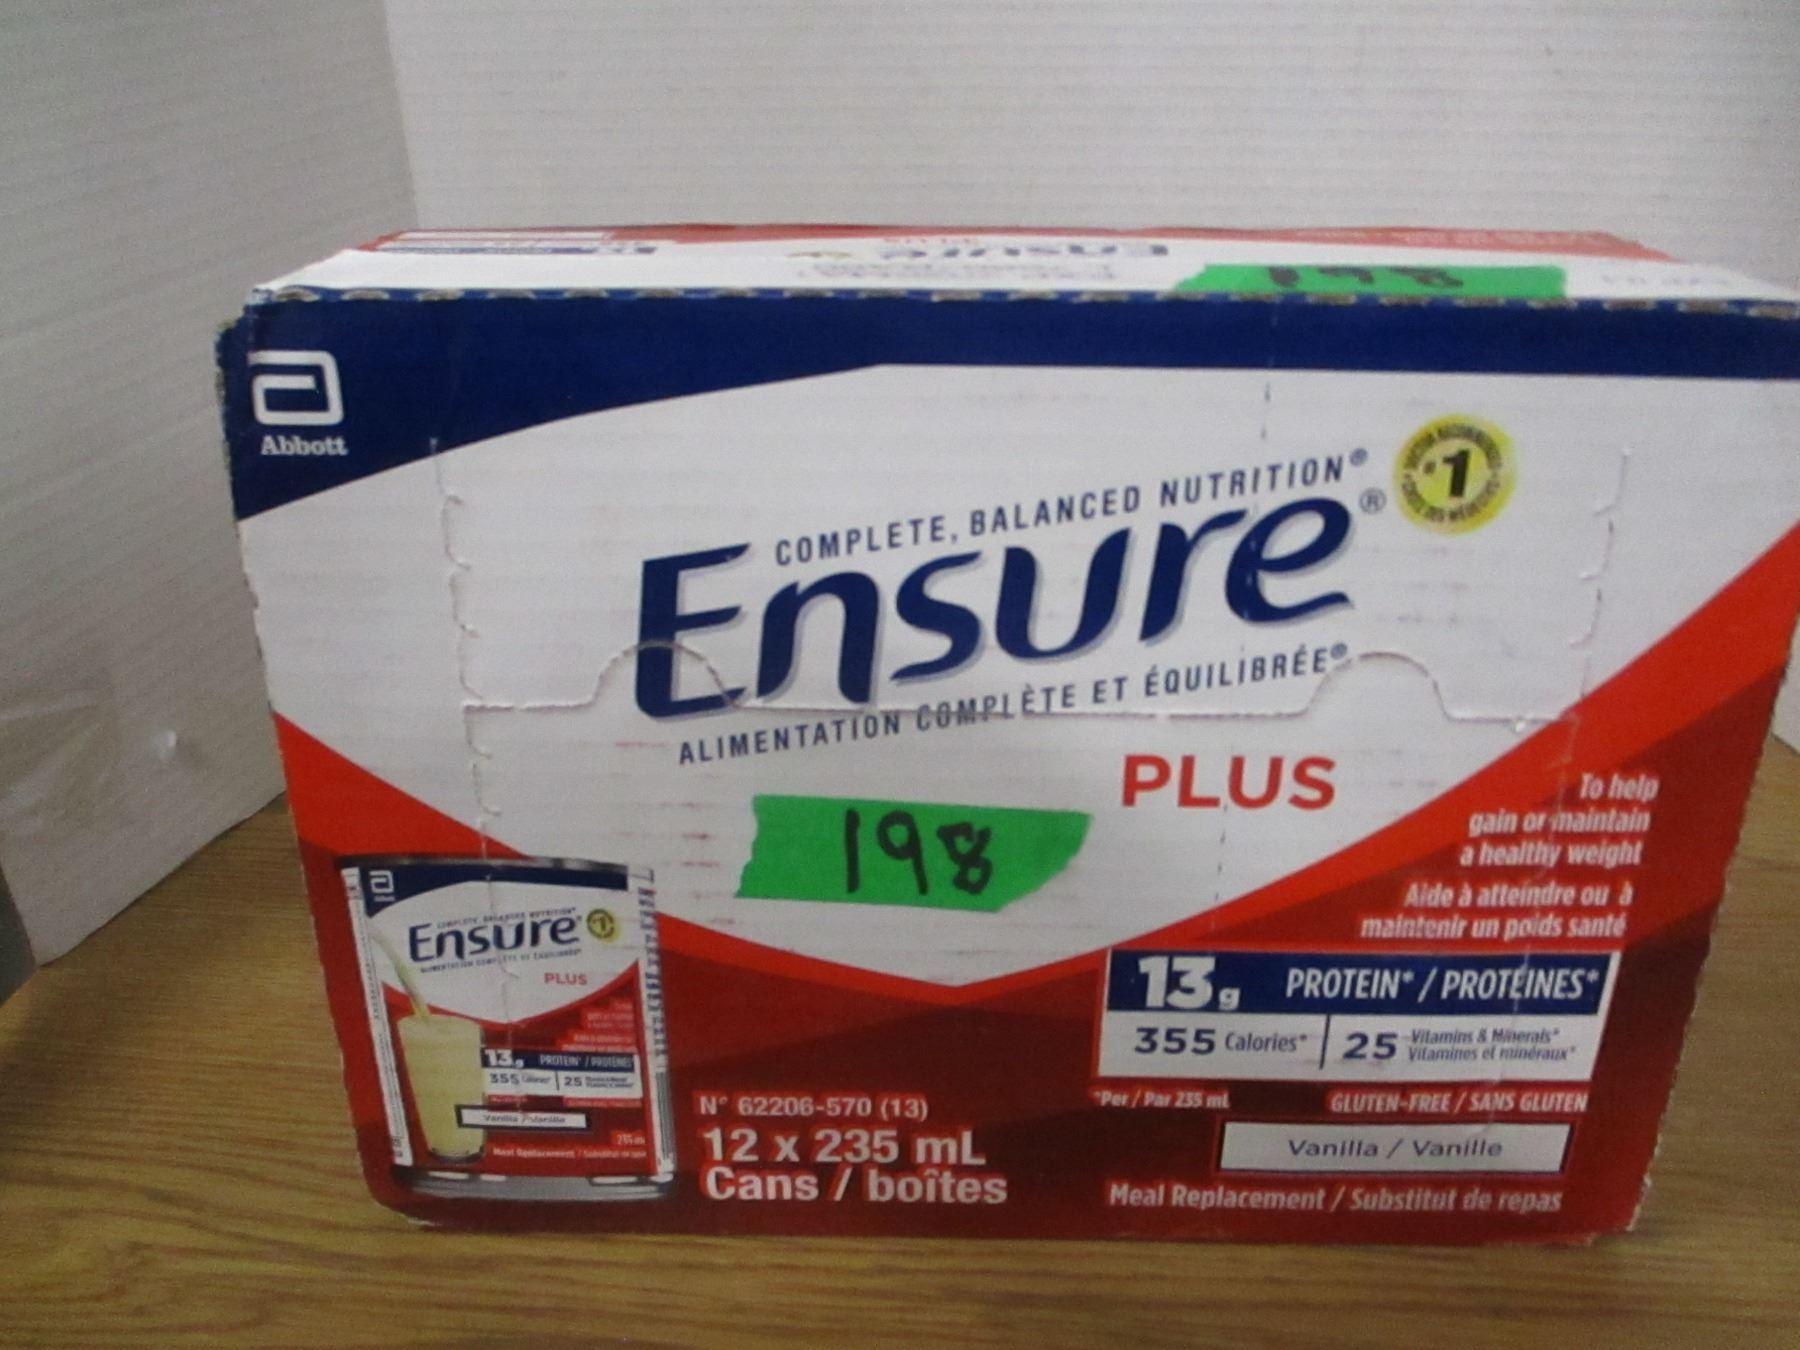 Ensure
198
Abbott
COMPLETE, BALANCED NUTRITION®
Ensure®
#1
ALIMENTATION COMPLÈTE ET ÉQUILIBRÉE®
PLUS
198
To help
gain or maintain
a healthy weight
Aide à atteindre ou à
maintenir un poids santé
13g PROTEIN* / PROTÉINES*
355 Calories*
25 Vitamins & Minerals*
Vitamines et minéraux*
*Per / Par 235 mL
GLUTEN-FREE / SANS GLUTEN
Vanilla / Vanille
Meal Replacement / Substitut de repas
N° 62206-570 (13)
12 x 235 mL
Cans / boîtes
Ensure
#1
PLUS
13g PROTEIN* / PROTÉINES*
355
25
Vanilla / Vanille